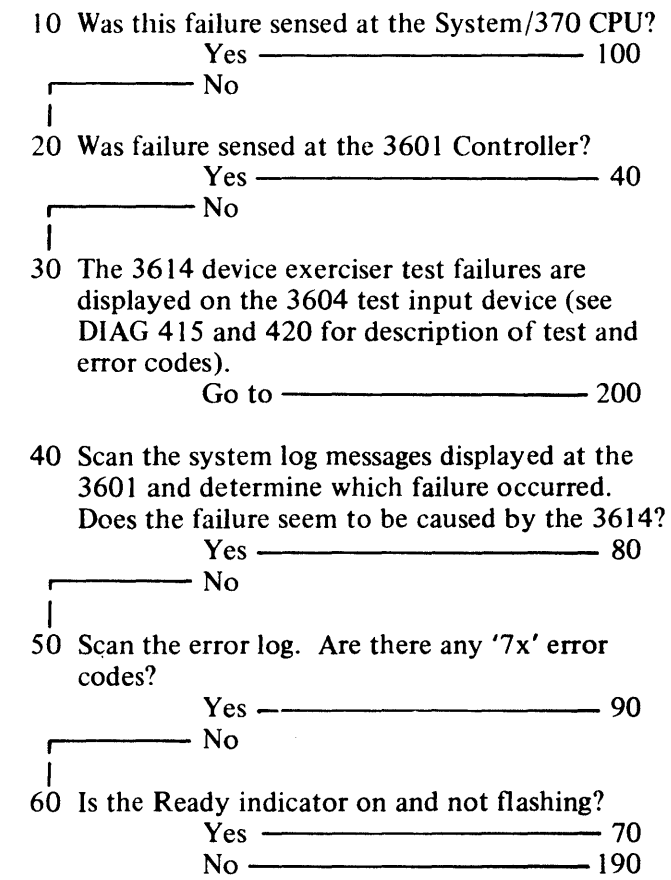 10 Was this failure sensed at the System/370 CPU?
Yes 100
No
20 Was failure sensed at the 3601 Controller?
Yes 40
No
30 The 3614 device exerciser test failures are
displayed on the 3604 test input device (see
DIAG 415 and 420 for description of test and
error codes).
Go to 200
40 Scan the system log messages displayed at the
3601 and determine which failure occurred.
Does the failure seem to be caused by the 3614?
Yes 80
No
50 Scan the error log. Are there any '7x' error
codes?
Yes 90
No
60 Is the Ready indicator on and not flashing?
Yes 70
No 190